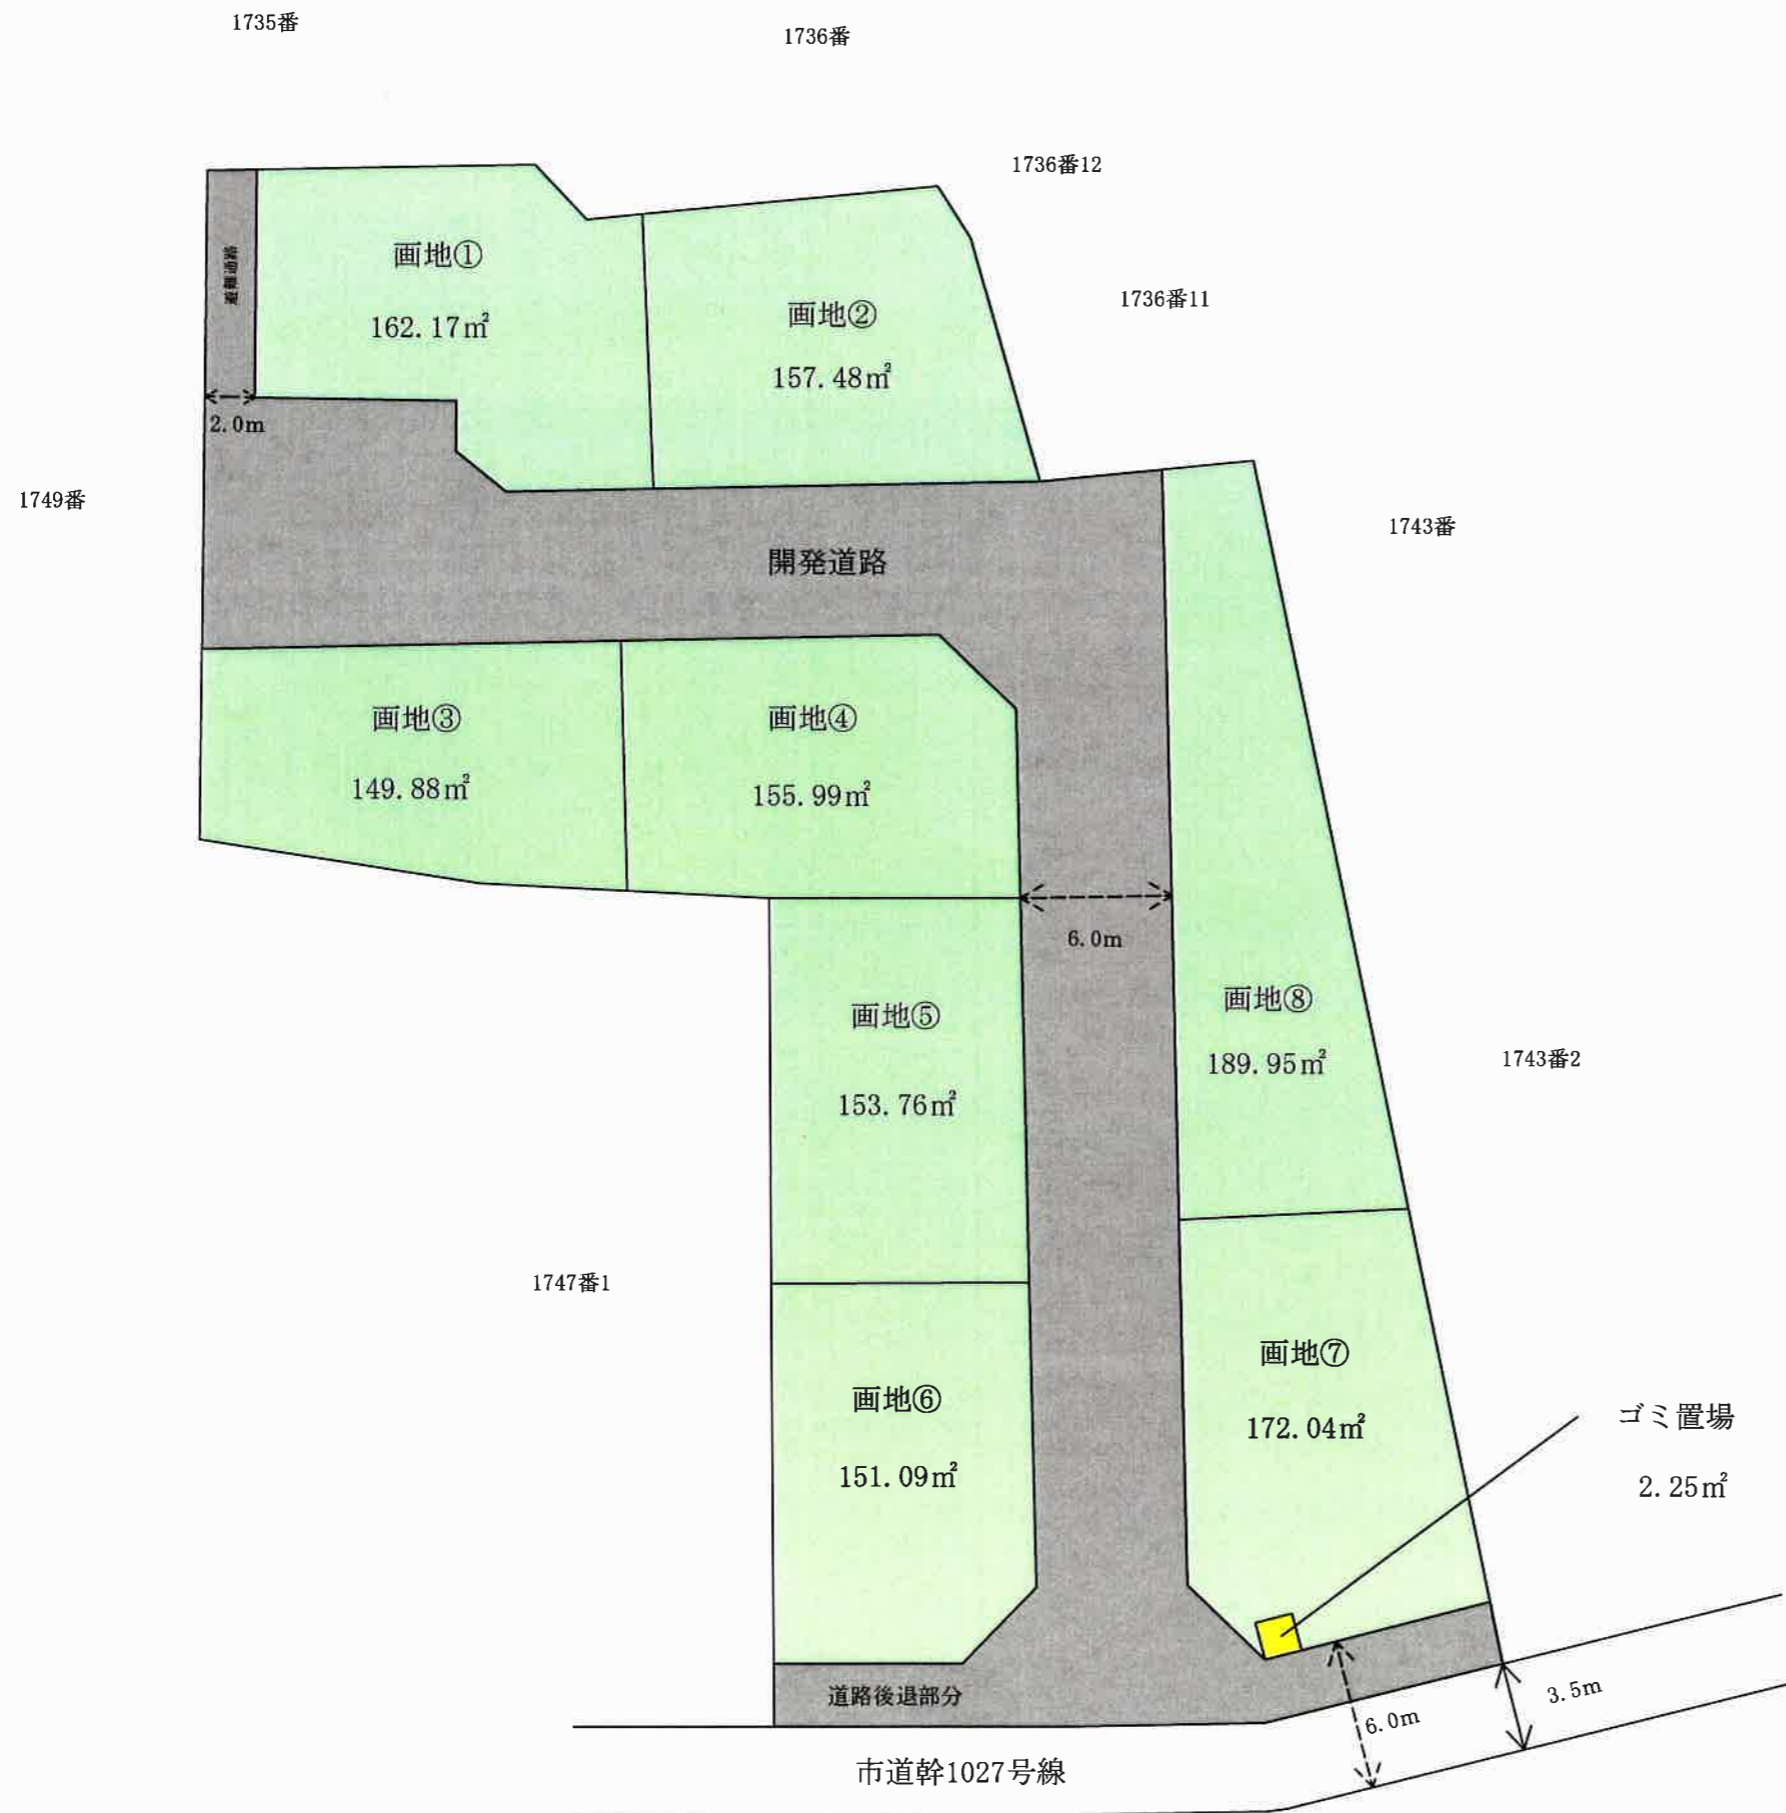 1735番
1736番
1736番12
画地①
162.17㎡
避難通路
1736番11
画地②
157.48㎡
2.0m
1749番
1743番
開発道路
画地③
149.88㎡
画地④
155.99㎡
6.0m
画地⑤
153.76㎡
画地⑧
189.95㎡
1743番2
1747番1
画地⑦
172.04㎡
画地⑥
151.09㎡
ゴミ置場
2.25㎡
道路後退部分
3.5m
6.0m
市道幹1027号線